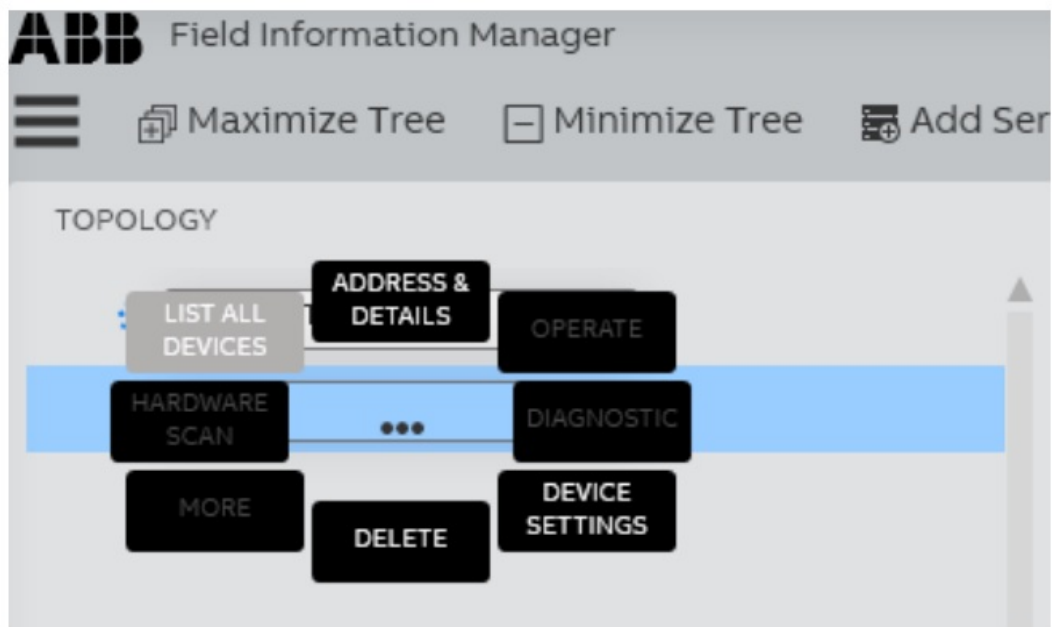 ABB Field Information Manager
Maximize Tree Minimize Tree Add Ser
TOPOLOGY
ADDRESS &
DETAILS
LIST ALL
DEVICES
OPERATE
HARDWARE
SCAN
DIAGNOSTIC
MORE
DELETE
DEVICE
SETTINGS